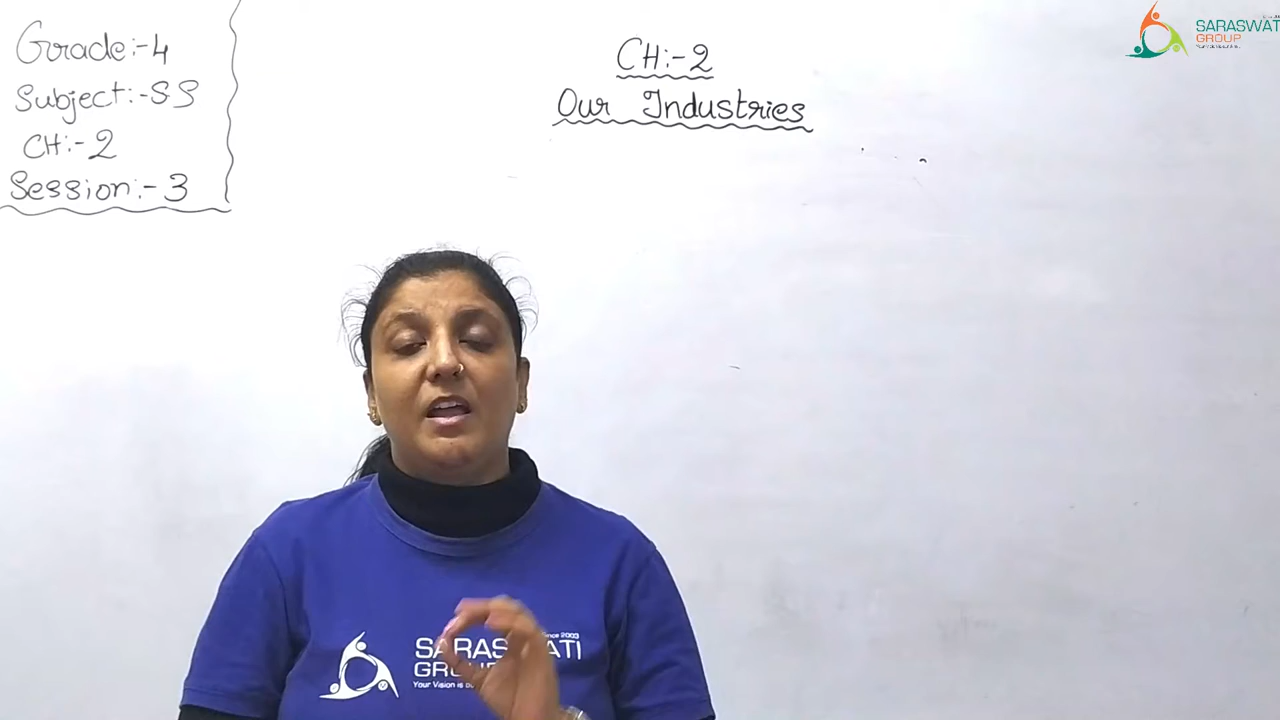 Grade:-4
Subject:-SS
CH:-2
Session:-3
CH:-2
Our Industries
SARASWATI
GROUP
SARASWATI
GROUP
Since 2003
Your Vision is